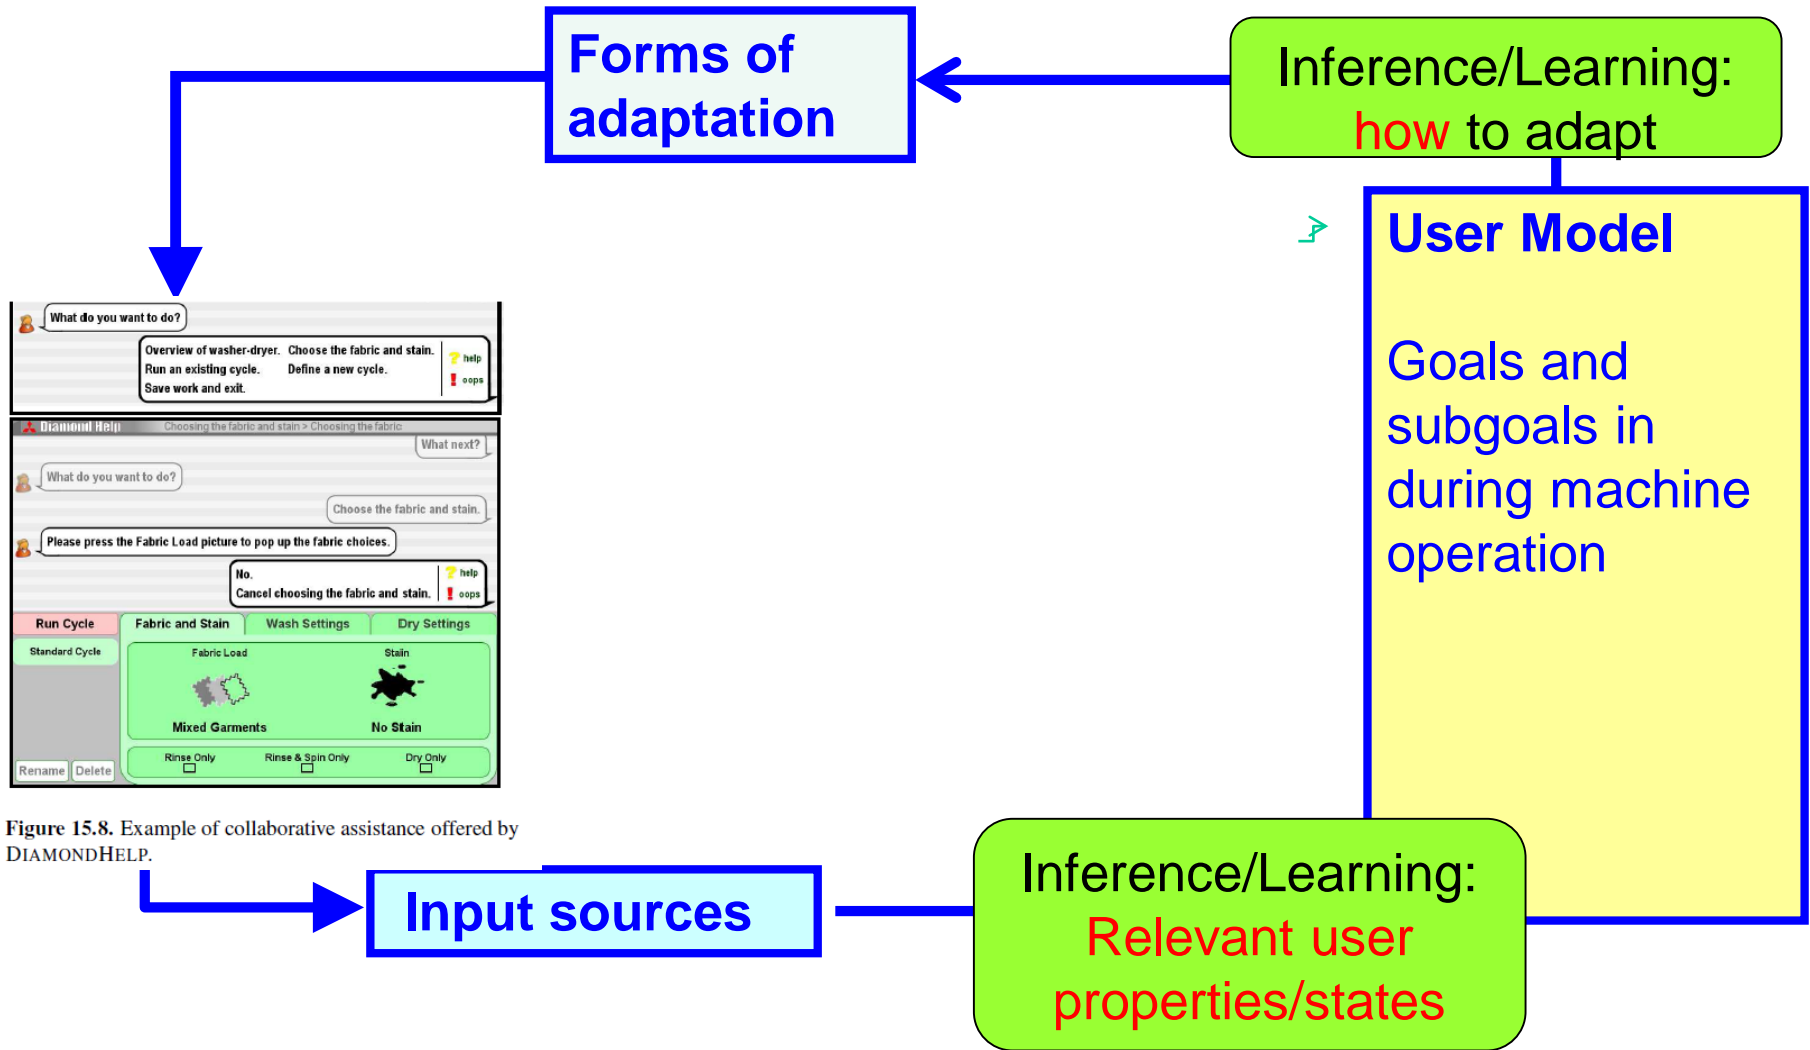 Forms of
adaptation
Inference/Learning:
how to adapt
User Model
Goals and
subgoals in
during machine
operation
What do you want to do?
Overview of washer-dryer. Choose the fabric and stain.
Run an existing cycle. Define a new cycle.
Save work and exit.
? help
! oops
Diamond Help Choosing the fabric and stain > Choosing the fabric
What next?
What do you want to do?
Choose the fabric and stain.
Please press the Fabric Load picture to pop up the fabric choices.
No.
Cancel choosing the fabric and stain.
? help
! oops
Run Cycle Fabric and Stain Wash Settings Dry Settings
Standard Cycle Fabric Load Stain
Mixed Garments No Stain
Rinse Only Rinse & Spin Only Dry Only
Rename Delete
Figure 15.8. Example of collaborative assistance offered by
DIAMONDHELP.
Input sources
Inference/Learning:
Relevant user
properties/states